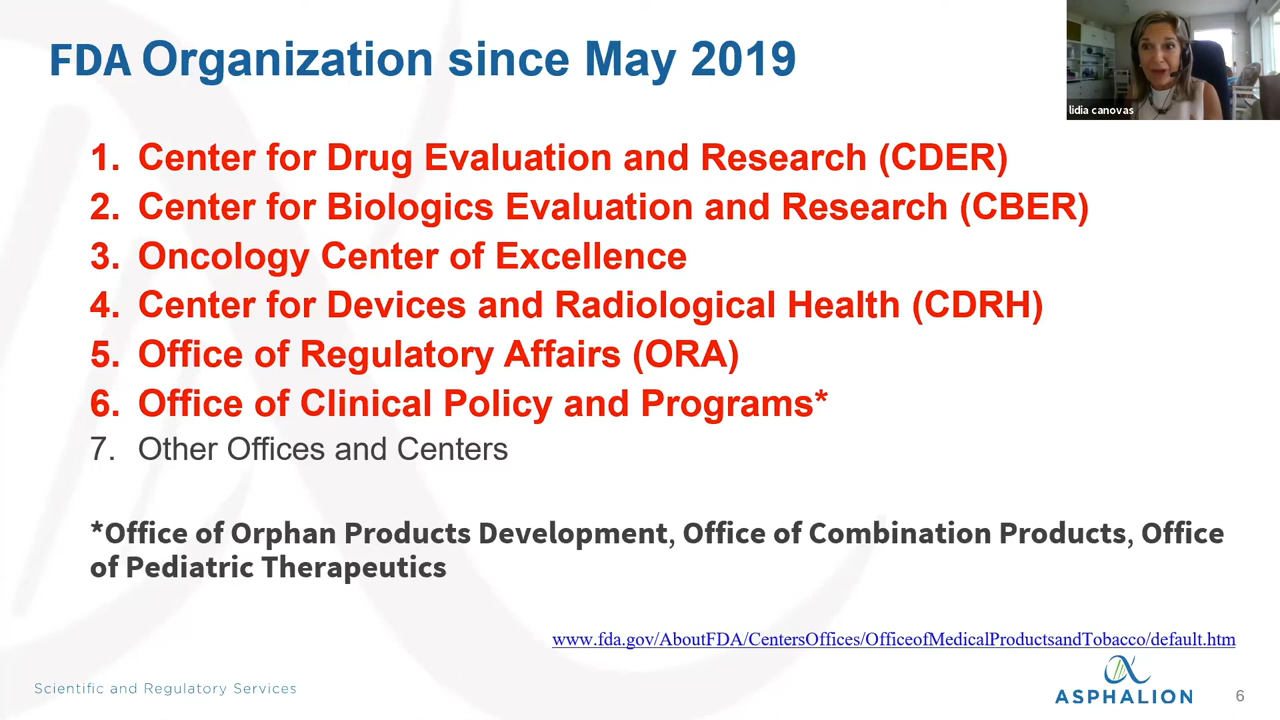 FDA Organization since May 2019
lidia canovas
1. Center for Drug Evaluation and Research (CDER)
2. Center for Biologics Evaluation and Research (CBER)
3. Oncology Center of Excellence
4. Center for Devices and Radiological Health (CDRH)
5. Office of Regulatory Affairs (ORA)
6. Office of Clinical Policy and Programs*
7. Other Offices and Centers
*Office of Orphan Products Development, Office of Combination Products, Office
of Pediatric Therapeutics
www.fda.gov/AboutFDA/CentersOffices/OfficeofMedicalProductsandTobacco/default.htm
Scientific and Regulatory Services
ASPHALION
6